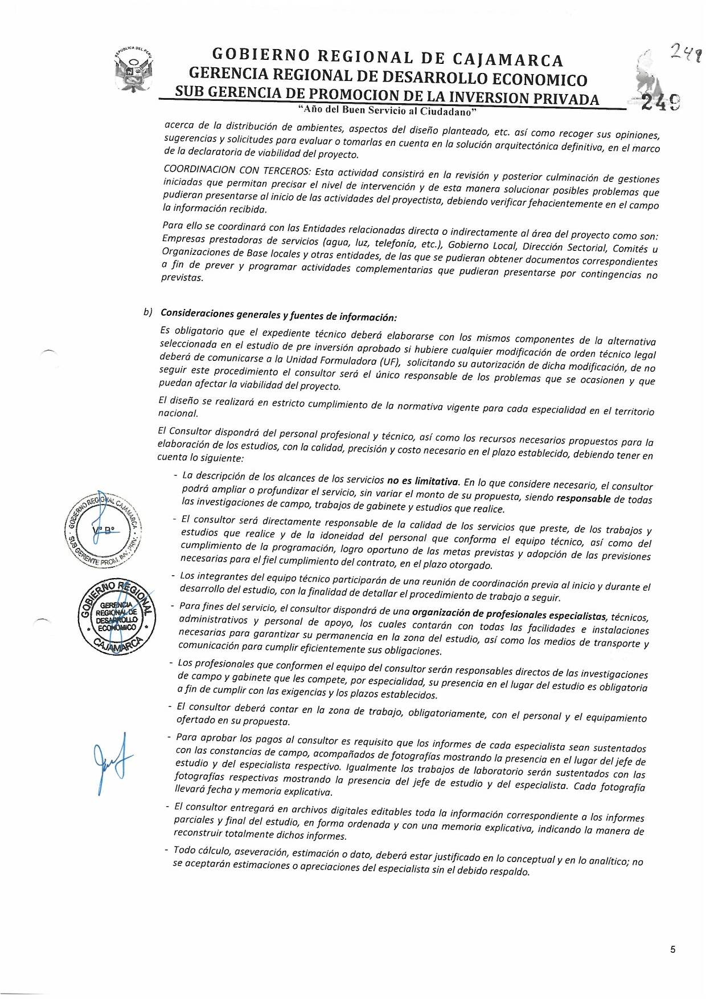 REPUBLICA DEL PERU
GOBIERNO REGIONAL DE CAJAMARCA
GERENCIA REGIONAL DE DESARROLLO ECONOMICO
SUB GERENCIA DE PROMOCION DE LA INVERSION PRIVADA
“Año del Buen Servicio al Ciudadano”
249
249
acerca de la distribución de ambientes, aspectos del diseño planteado, etc. así como recoger sus opiniones,
sugerencias y solicitudes para evaluar o tomarlas en cuenta en la solución arquitectónica definitiva, en el marco
de la declaratoria de viabilidad del proyecto.
COORDINACION CON TERCEROS: Esta actividad consistirá en la revisión y posterior culminación de gestiones
iniciadas que permitan precisar el nivel de intervención y de esta manera solucionar posibles problemas que
pudieran presentarse al inicio de las actividades del proyectista, debiendo verificar fehacientemente en el campo
la información recibida.
Para ello se coordinará con las Entidades relacionadas directa o indirectamente al área del proyecto como son:
Empresas prestadoras de servicios (agua, luz, telefonía, etc.), Gobierno Local, Dirección Sectorial, Comités u
Organizaciones de Base locales y otras entidades, de las que se pudieran obtener documentos correspondientes
a fin de prever y programar actividades complementarias que pudieran presentarse por contingencias no
previstas.
b) Consideraciones generales y fuentes de información:
Es obligatorio que el expediente técnico deberá elaborarse con los mismos componentes de la alternativa
seleccionada en el estudio de pre inversión aprobado si hubiere cualquier modificación de orden técnico legal
deberá de comunicarse a la Unidad Formuladora (UF), solicitando su autorización de dicha modificación, de no
seguir este procedimiento el consultor será el único responsable de los problemas que se ocasionen y que
puedan afectar la viabilidad del proyecto.
El diseño se realizará en estricto cumplimiento de la normativa vigente para cada especialidad en el territorio
nacional.
El Consultor dispondrá del personal profesional y técnico, así como los recursos necesarios propuestos para la
elaboración de los estudios, con la calidad, precisión y costo necesario en el plazo establecido, debiendo tener en
cuenta lo siguiente:
- La descripción de los alcances de los servicios no es limitativa. En lo que considere necesario, el consultor
podrá ampliar o profundizar el servicio, sin variar el monto de su propuesta, siendo responsable de todas
las investigaciones de campo, trabajos de gabinete y estudios que realice.
- El consultor será directamente responsable de la calidad de los servicios que preste, de los trabajos y
estudios que realice y de la idoneidad del personal que conforma el equipo técnico, así como del
cumplimiento de la programación, logro oportuno de las metas previstas y adopción de las previsiones
necesarias para el fiel cumplimiento del contrato, en el plazo otorgado.
- Los integrantes del equipo técnico participarán de una reunión de coordinación previa al inicio y durante el
desarrollo del estudio, con la finalidad de detallar el procedimiento de trabajo a seguir.
- Para fines del servicio, el consultor dispondrá de una organización de profesionales especialistas, técnicos,
administrativos y personal de apoyo, los cuales contarán con todas las facilidades e instalaciones
necesarias para garantizar su permanencia en la zona del estudio, así como los medios de transporte y
comunicación para cumplir eficientemente sus obligaciones.
- Los profesionales que conformen el equipo del consultor serán responsables directos de las investigaciones
de campo y gabinete que les compete, por especialidad, su presencia en el lugar del estudio es obligatoria
a fin de cumplir con las exigencias y los plazos establecidos.
- El consultor deberá contar en la zona de trabajo, obligatoriamente, con el personal y el equipamiento
ofertado en su propuesta.
- Para aprobar los pagos al consultor es requisito que los informes de cada especialista sean sustentados
con las constancias de campo, acompañados de fotografías mostrando la presencia en el lugar del jefe de
estudio y del especialista respectivo. Igualmente los trabajos de laboratorio serán sustentados con las
fotografías respectivas mostrando la presencia del jefe de estudio y del especialista. Cada fotografía
llevará fecha y memoria explicativa.
- El consultor entregará en archivos digitales editables toda la información correspondiente a los informes
parciales y final del estudio, en forma ordenada y con una memoria explicativa, indicando la manera de
reconstruir totalmente dichos informes.
- Todo cálculo, aseveración, estimación o dato, deberá estar justificado en lo conceptual y en lo analítico; no
se aceptarán estimaciones o apreciaciones del especialista sin el debido respaldo.
GOBIERNO REGIONAL CAJAMARCA
Vº Bº
SUB GERENTE PROM. INV. PRIV.
GOBIERNO REGIONAL
GERENCIA
REGIONAL DE
DESARROLLO
ECONOMICO
CAJAMARCA
5